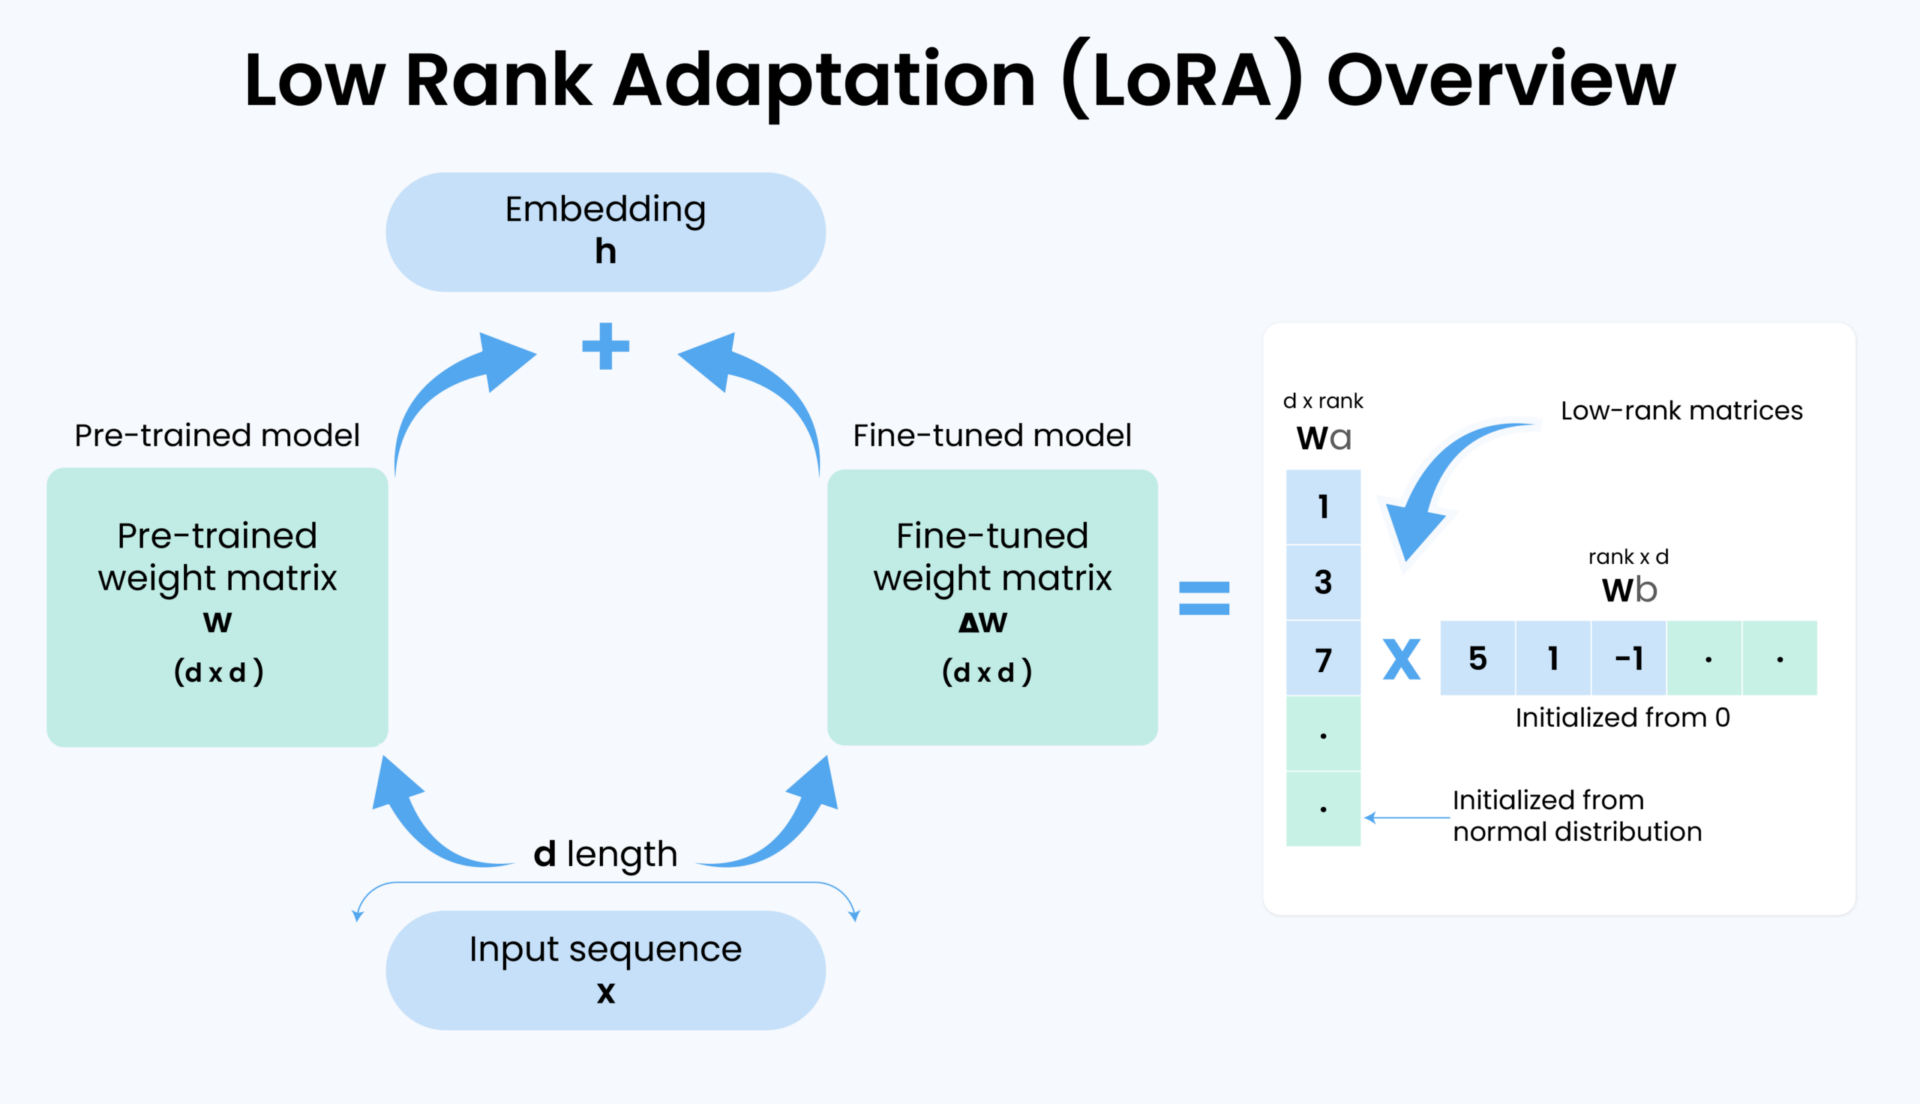 Low Rank Adaptation (LoRA) Overview
Embedding
h
+
Pre-trained model
Pre-trained
weight matrix
W
(d x d )
Fine-tuned model
Fine-tuned
weight matrix
ΔW
(d x d )
=
d length
Input sequence
x
d x rank
Wa
1
3
7
.
.
Low-rank matrices
X
rank x d
Wb
5 1 -1 . .
Initialized from 0
Initialized from
normal distribution